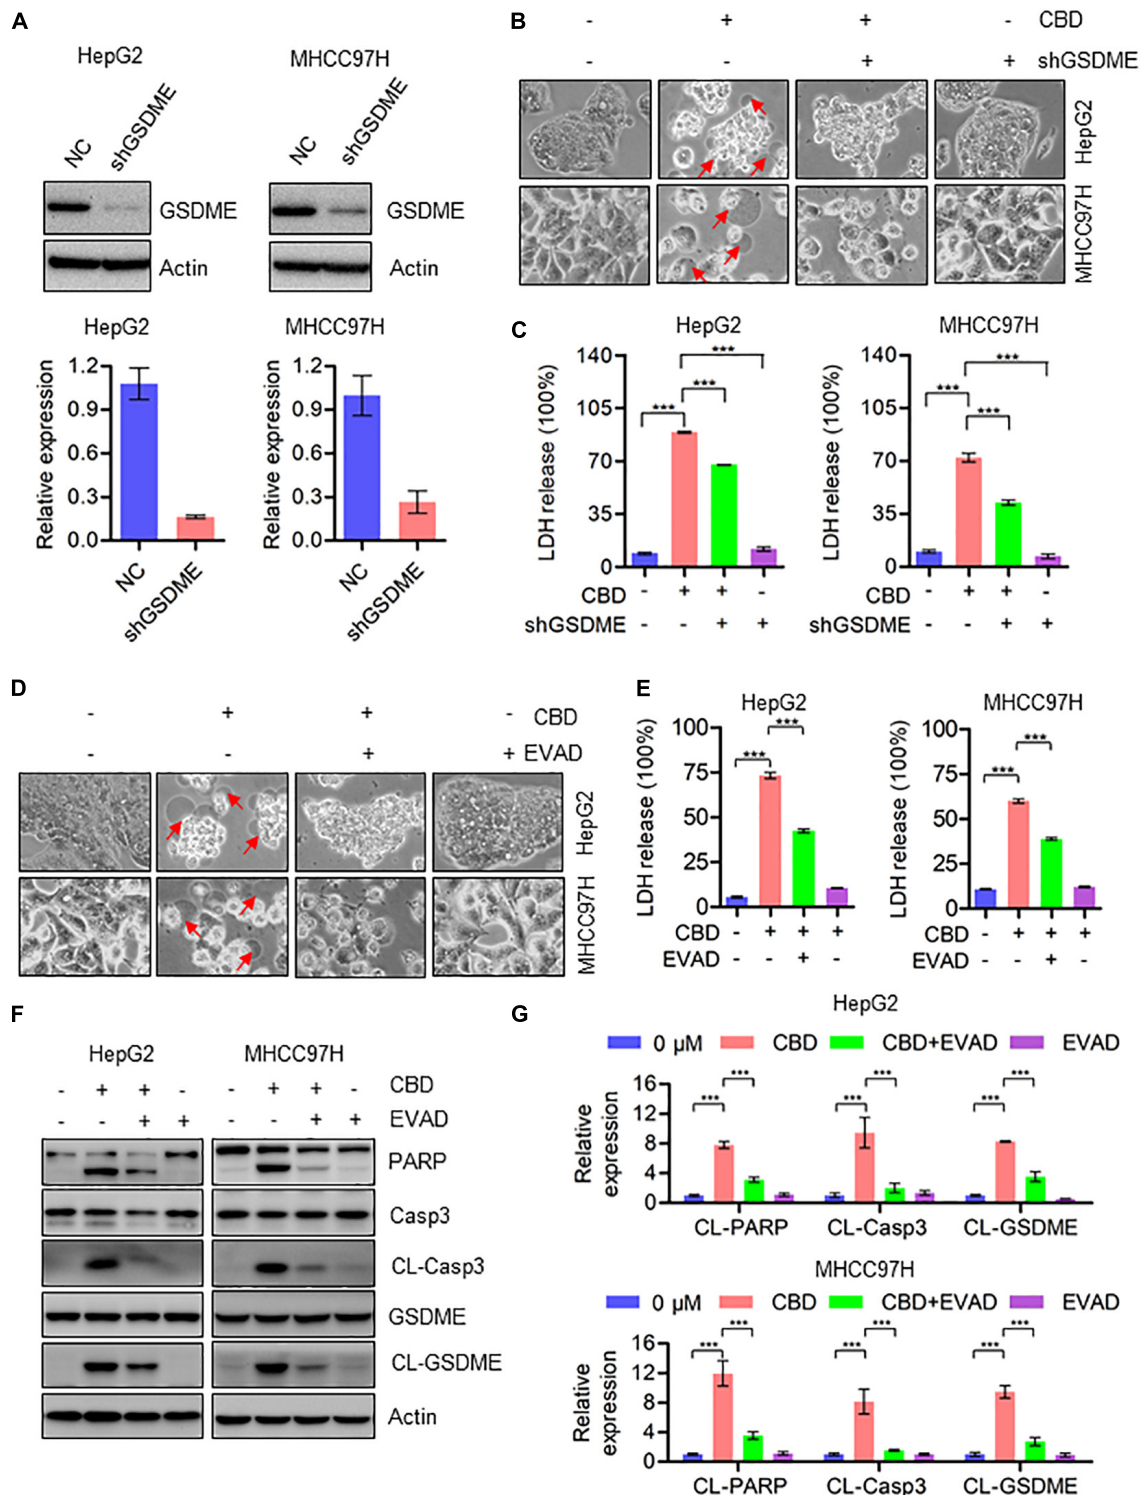 A
HepG2
MHCC97H
NC
shGSDME
NC
shGSDME
GSDME
GSDME
Actin
Actin
HepG2
MHCC97H
Relative expression
1.2
0.9
0.6
0.3
0.0
NC
shGSDME
Relative expression
1.2
0.9
0.6
0.3
0.0
NC
shGSDME
B
- + + - CBD
- - + + shGSDME
HepG2
MHCC97H
C
HepG2
MHCC97H
LDH release (100%)
140
105
70
35
0
*** *** ***
CBD - + + -
shGSDME - - + +
LDH release (100%)
140
105
70
35
0
*** *** ***
CBD - + + -
shGSDME - - + +
D
- + + - CBD
- - + + EVAD
HepG2
MHCC97H
E
HepG2
MHCC97H
LDH release (100%)
100
75
50
25
0
*** ***
CBD - + + +
EVAD - - + -
LDH release (100%)
100
75
50
25
0
*** ***
CBD - + + +
EVAD - - + -
F
HepG2
MHCC97H
- + + - - + + - CBD
- - + + - - + + EVAD
PARP
Casp3
CL-Casp3
GSDME
CL-GSDME
Actin
G
HepG2
0 μM CBD CBD+EVAD EVAD
Relative expression
16
12
8
4
0
*** *** *** *** *** ***
CL-PARP CL-Casp3 CL-GSDME
MHCC97H
0 μM CBD CBD+EVAD EVAD
Relative expression
16
12
8
4
0
*** *** *** *** *** ***
CL-PARP CL-Casp3 CL-GSDME